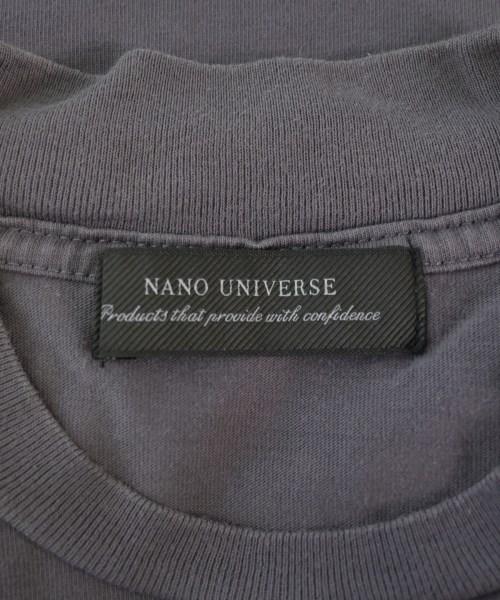 NANO UNIVERSE
Products that provide with confidence